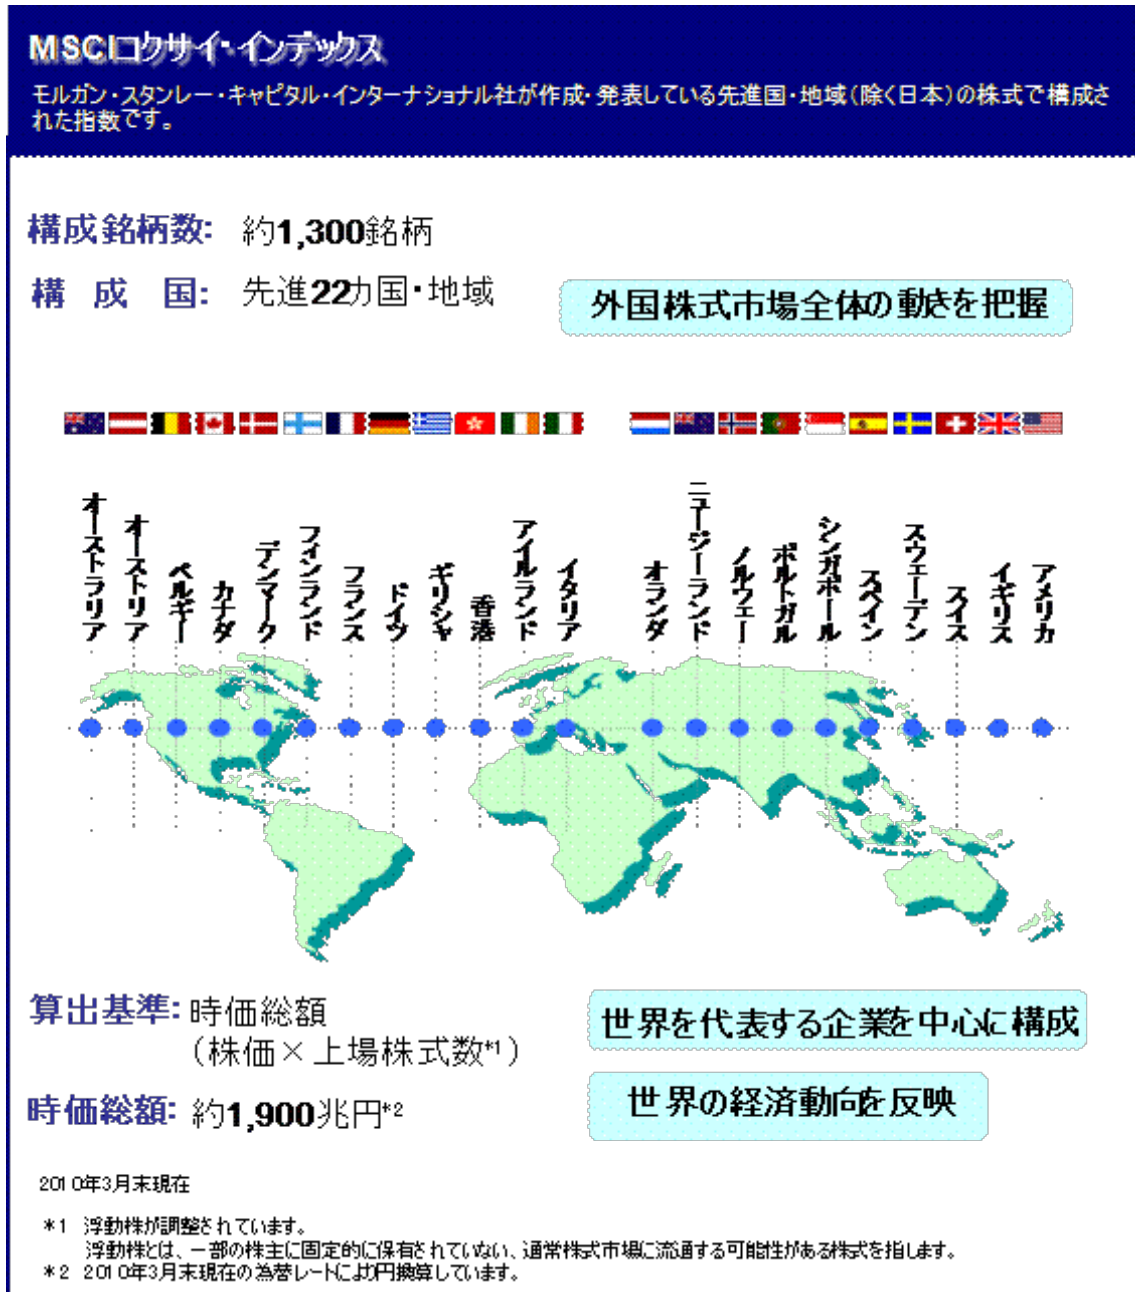 MSCIコクサイ・インデックス
モルガン・スタンレー・キャピタル・インターナショナル社が作成・発表している先進国・地域(除く日本)の株式で構成さ
れた指数です。
構成銘柄数: 約1,300銘柄
構成国: 先進22カ国・地域
外国株式市場全体の動きを把握
オーストラリア
オーストリア
ベルギー
カナダ
デンマーク
フィンランド
フランス
ドイツ
ギリシャ
香港
アイルランド
イタリア
オランダ
ニュージーランド
ノルウェー
ポルトガル
シンガポール
スペイン
スウェーデン
スイス
イギリス
アメリカ
算出基準: 時価総額
(株価×上場株式数*1)
世界を代表する企業を中心に構成
時価総額: 約1,900兆円*2
世界の経済動向を反映
2010年3月末現在
*1 浮動株が調整されています。
浮動株とは、一部の株主に固定的に保有されていない、通常株式市場に流通する可能性がある株式を指します。
*2 2010年3月末現在の為替レートにより円換算しています。